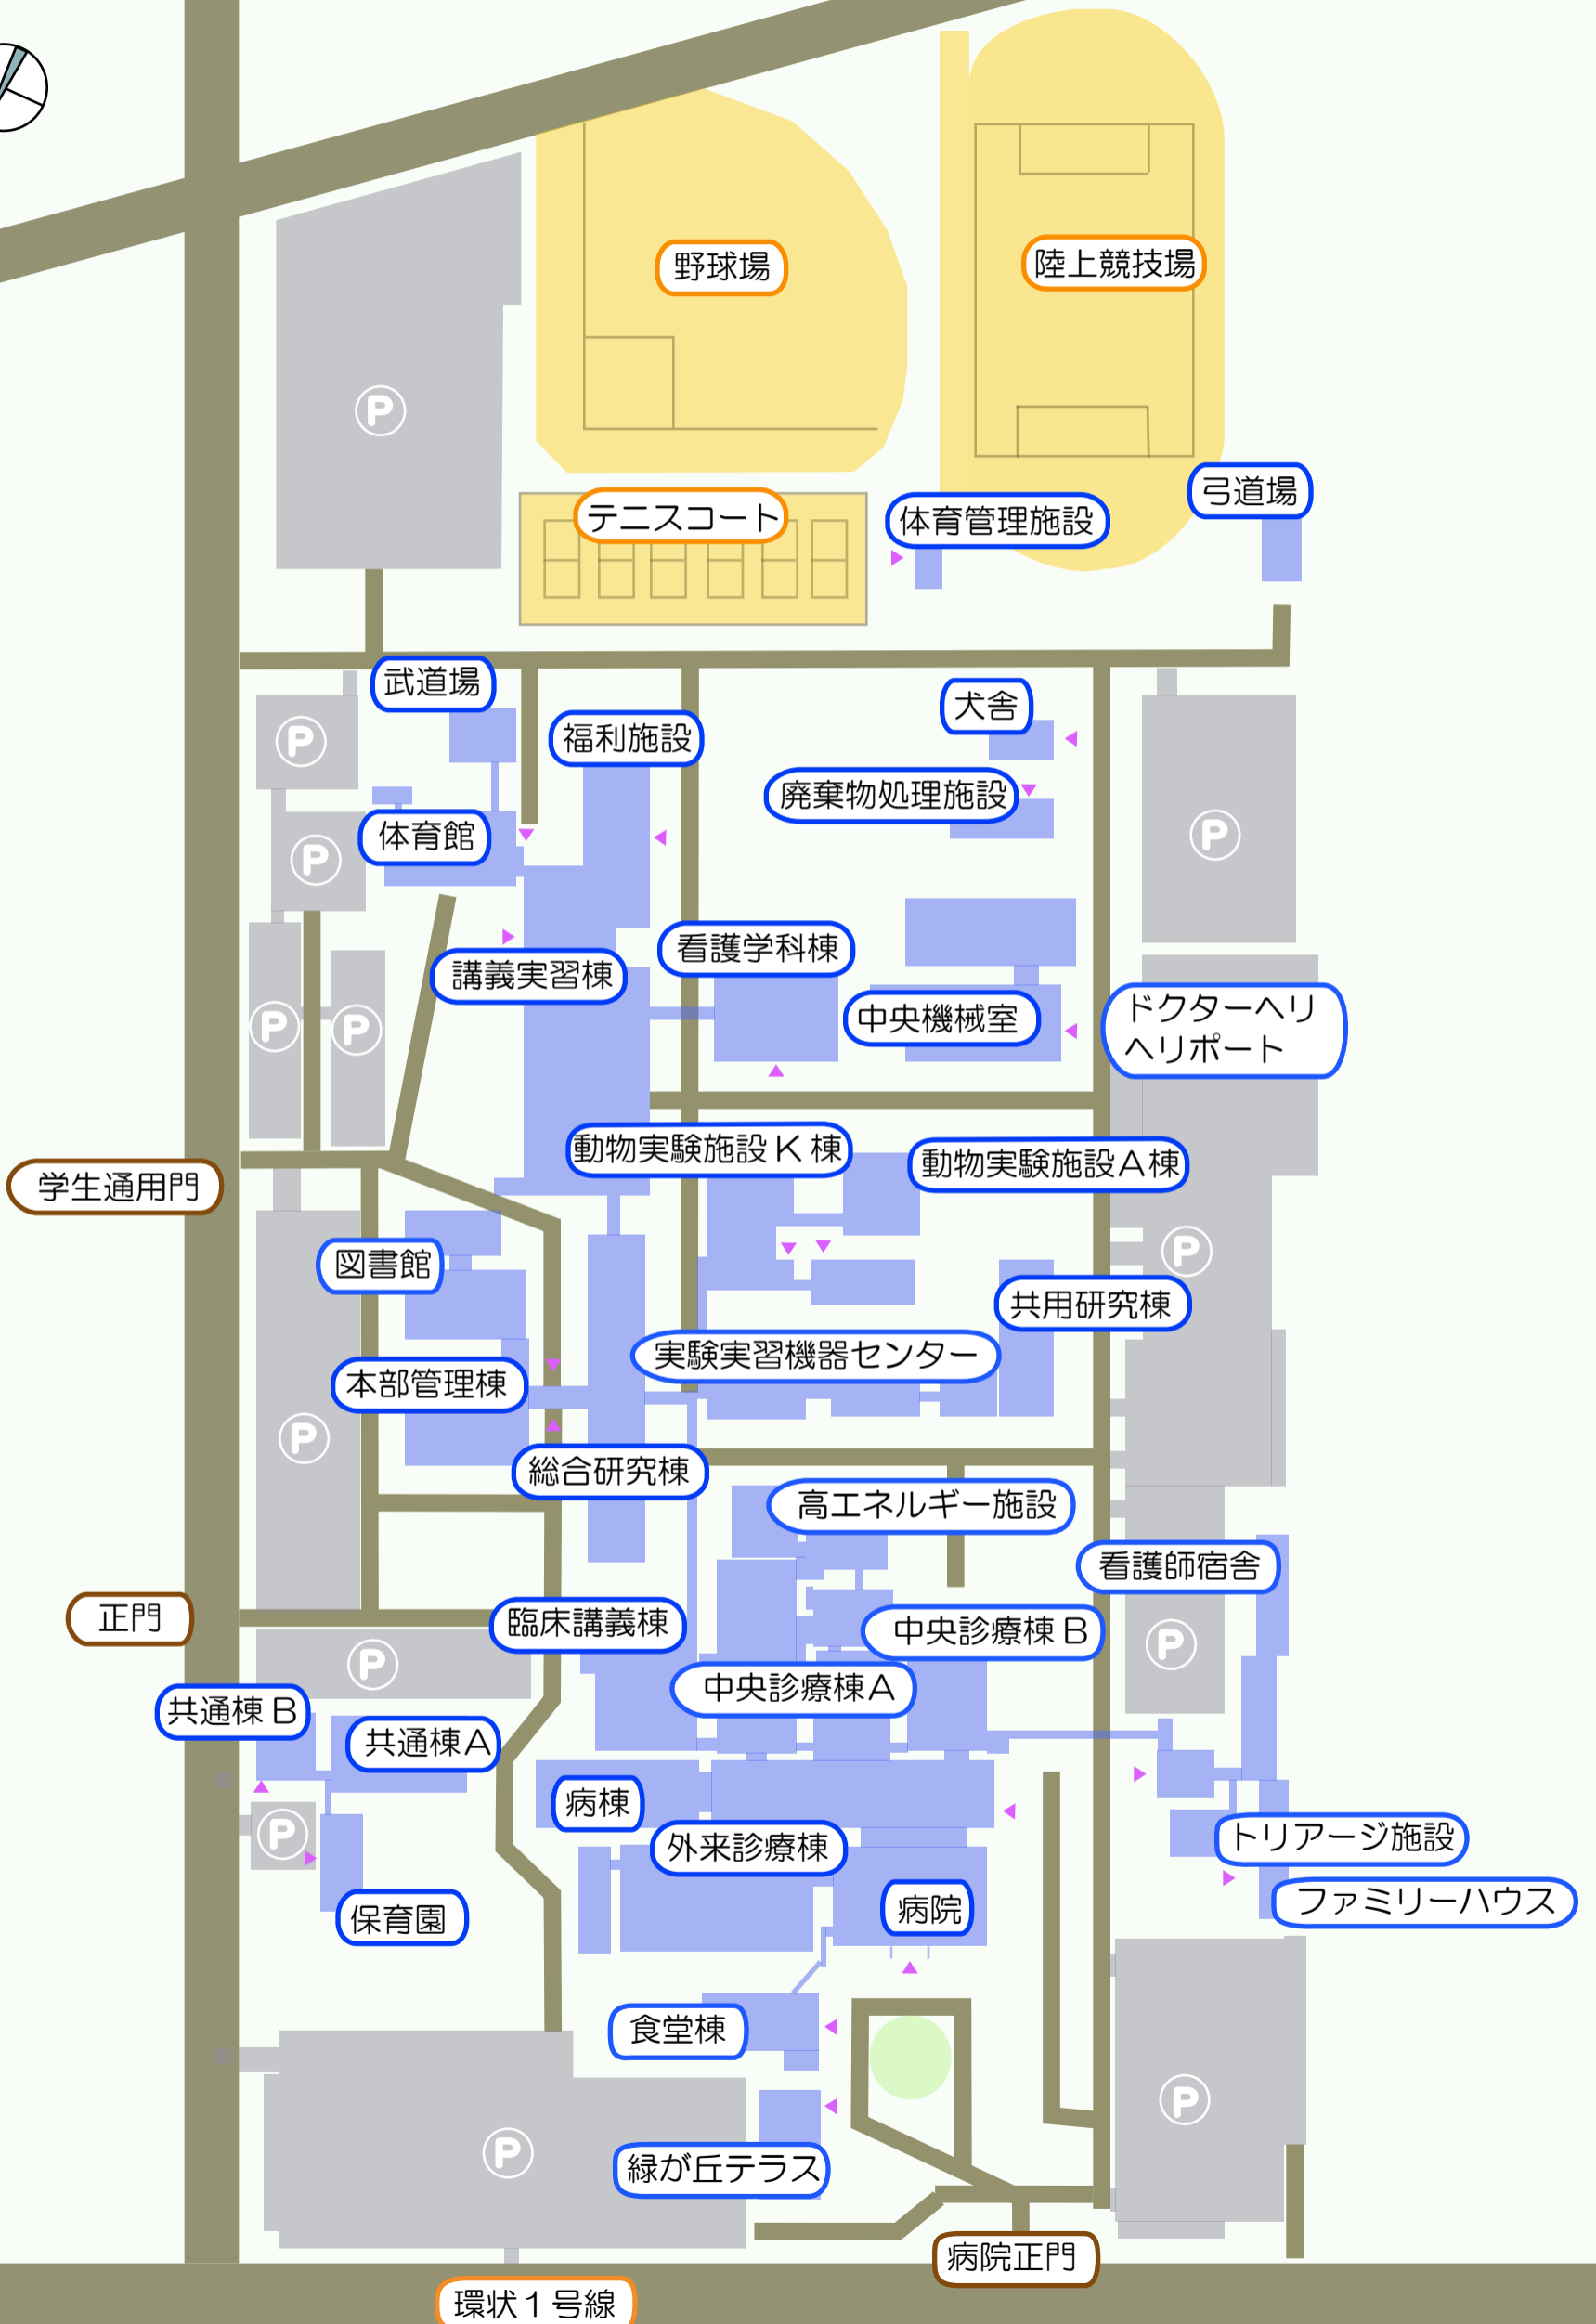 野球場
陸上競技場
テニスコート
体育管理施設
弓道場
武道場
福利施設
犬舎
廃棄物処理施設
体育館
P
P
P
P
講義実習棟
看護学科棟
中央機械室
ドクターヘリ
ヘリポート
P
P
動物実験施設K棟
動物実験施設A棟
学生通用門
図書館
P
共用研究棟
実験実習機器センター
本部管理棟
P
総合研究棟
高エネルギー施設
看護師宿舎
正門
臨床講義棟
中央診療棟B
P
P
中央診療棟A
共通棟B
共通棟A
病棟
外来診療棟
P
トリアージ施設
保育園
病院
ファミリーハウス
食堂棟
P
P
緑が丘テラス
病院正門
環状1号線